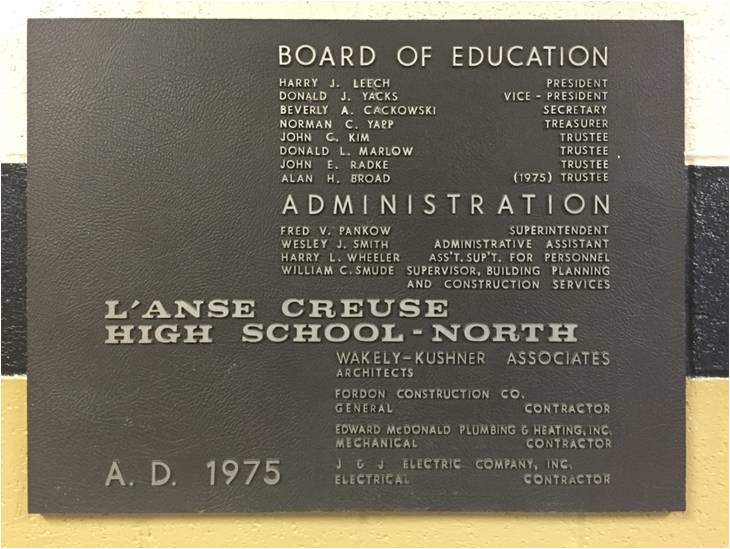 BOARD OF EDUCATION
HARRY J. LEECH PRESIDENT
DONALD J. YACKS VICE - PRESIDENT
BEVERLY A. CACKOWSKI SECRETARY
NORMAN C. YAPP TREASURER
JOHN C. KIM TRUSTEE
DONALD L. MARLOW TRUSTEE
JOHN E. RADKE TRUSTEE
ALAN H. BROAD (1975) TRUSTEE
ADMINISTRATION
FRED V. PANKOW SUPERINTENDENT
WESLEY J. SMITH ADMINISTRATIVE ASSISTANT
HARRY L. WHEELER ASS'T. SUP'T. FOR PERSONNEL
WILLIAM C. SMUDE SUPERVISOR, BUILDING PLANNING
AND CONSTRUCTION SERVICES
L'ANSE CREUSE
HIGH SCHOOL - NORTH
WAKELY-KUSHNER ASSOCIATES
ARCHITECTS
FORDON CONSTRUCTION CO.
GENERAL CONTRACTOR
EDWARD McDONALD PLUMBING & HEATING, INC.
MECHANICAL CONTRACTOR
J & J ELECTRIC COMPANY, INC.
ELECTRICAL CONTRACTOR
A. D. 1975